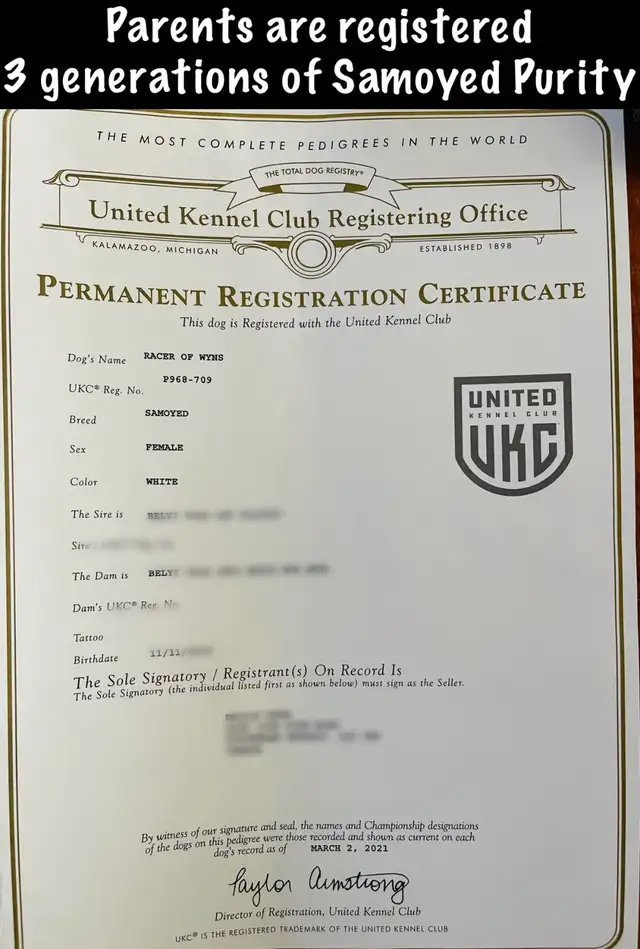 Parents are registered
3 generations of Samoyed Purity
THE MOST COMPLETE PEDIGREES IN THE WORLD
THE TOTAL DOG REGISTRY®
United Kennel Club Registering Office
KALAMAZOO, MICHIGAN
ESTABLISHED 1898
PERMANENT REGISTRATION CERTIFICATE
This dog is Registered with the United Kennel Club
Dog's Name RACER OF WYNS
UKC® Reg. No. P968-709
Breed SAMOYED
Sex FEMALE
Color WHITE
UNITED
KENNEL CLUB
UKC
The Sire is
The Dam is BELY
Dam's UKC® Reg. No
Tattoo
Birthdate 11/11/
The Sole Signatory / Registrant(s) On Record Is
The Sole Signatory (the individual listed first as shown below) must sign as the Seller.
By witness of our signature and seal, the names and Championship designations
of the dogs on this pedigree were those recorded and shown as current on each
dog's record as of MARCH 2, 2021
Taylor Armstrong
Director of Registration, United Kennel Club
UKC® IS THE REGISTERED TRADEMARK OF THE UNITED KENNEL CLUB